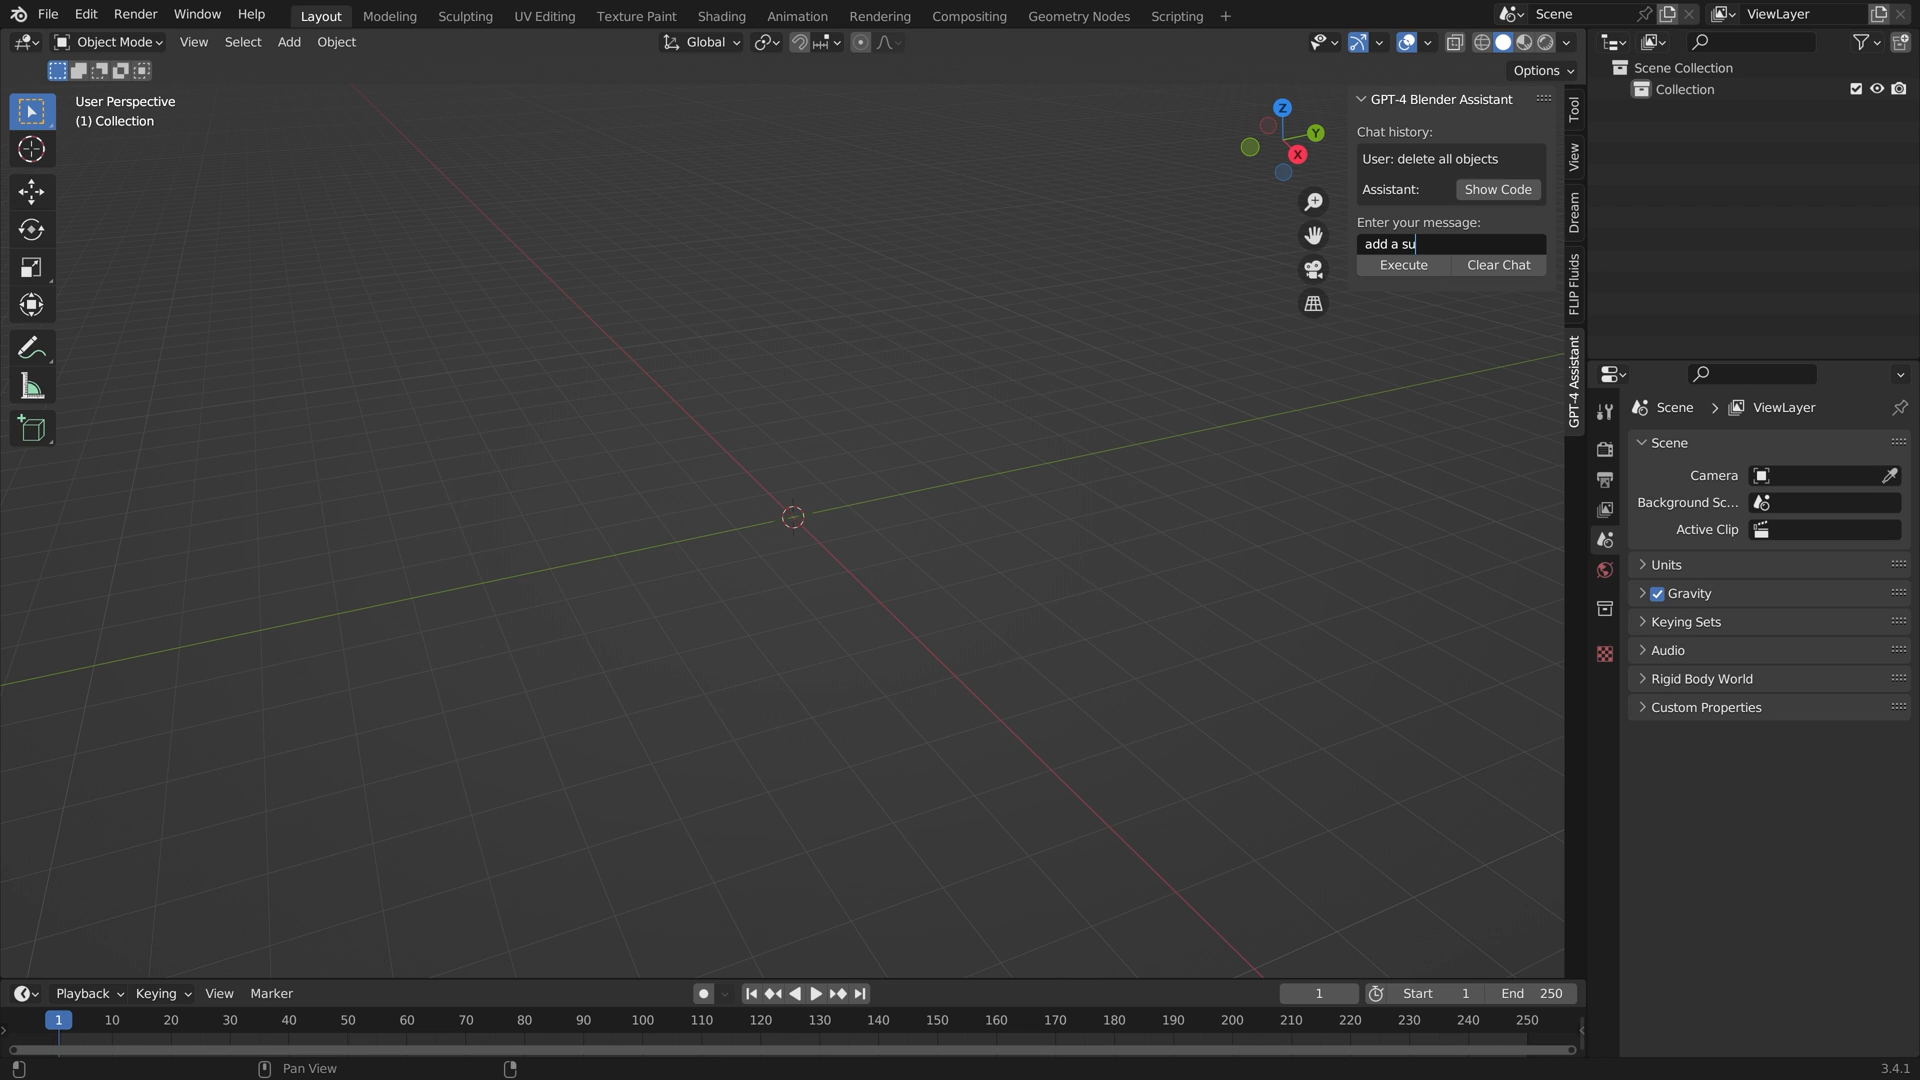 File Edit Render Window Help Layout Modeling Sculpting UV Editing Texture Paint Shading Animation Rendering Compositing Geometry Nodes Scripting + Scene ViewLayer
Object Mode View Select Add Object Global
Options
User Perspective
(1) Collection
Z
Y
X
GPT-4 Blender Assistant
Chat history:
User: delete all objects
Assistant: Show Code
Enter your message:
add a su
Execute Clear Chat
Tool
View
Dream
FLIP Fluids
GPT-4 Assistant
Scene Collection
Collection
Scene > ViewLayer
Scene
Camera
Background Sc...
Active Clip
Units
Gravity
Keying Sets
Audio
Rigid Body World
Custom Properties
Playback Keying View Marker 1 Start 1 End 250
1 10 20 30 40 50 60 70 80 90 100 110 120 130 140 150 160 170 180 190 200 210 220 230 240 250
Pan View 3.4.1